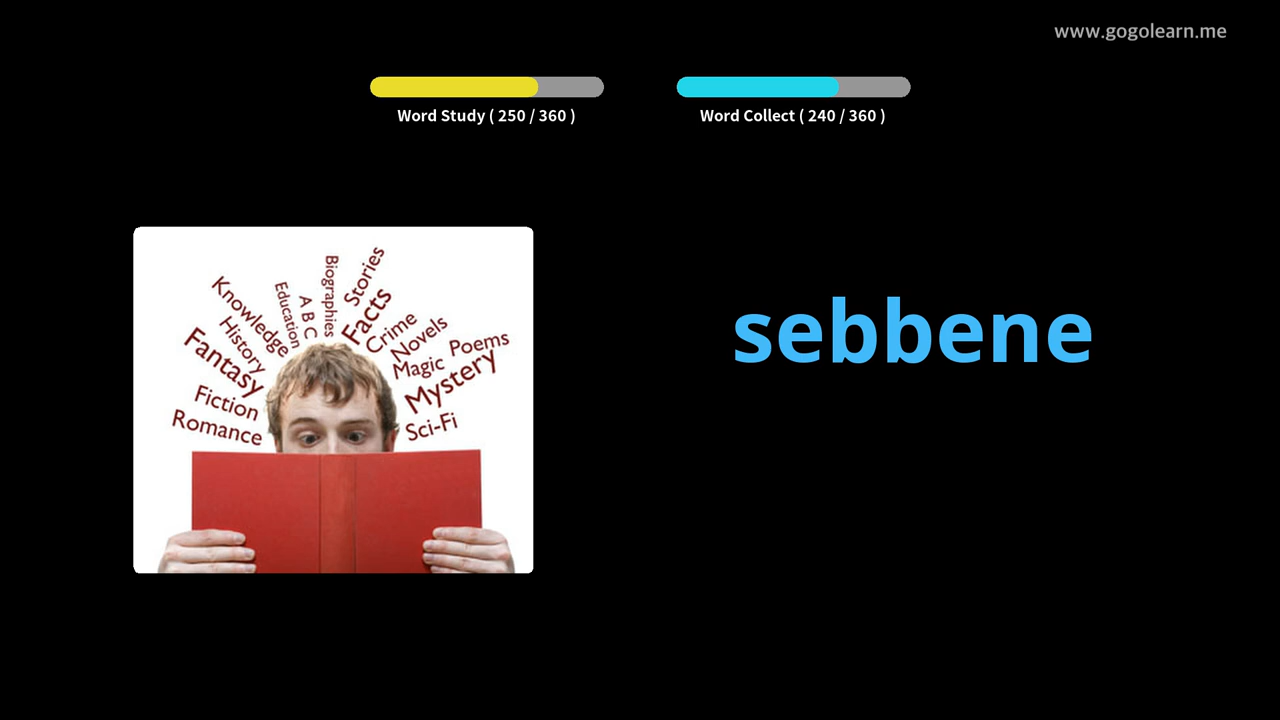 www.gogolearn.me
Word Study ( 250 / 360 )
Word Collect ( 240 / 360 )
Biographies
Stories
Education
A B C
Facts
Knowledge
Crime
History
Novels
Fantasy
Magic
Poems
Mystery
Fiction
Romance
Sci-Fi
sebbene